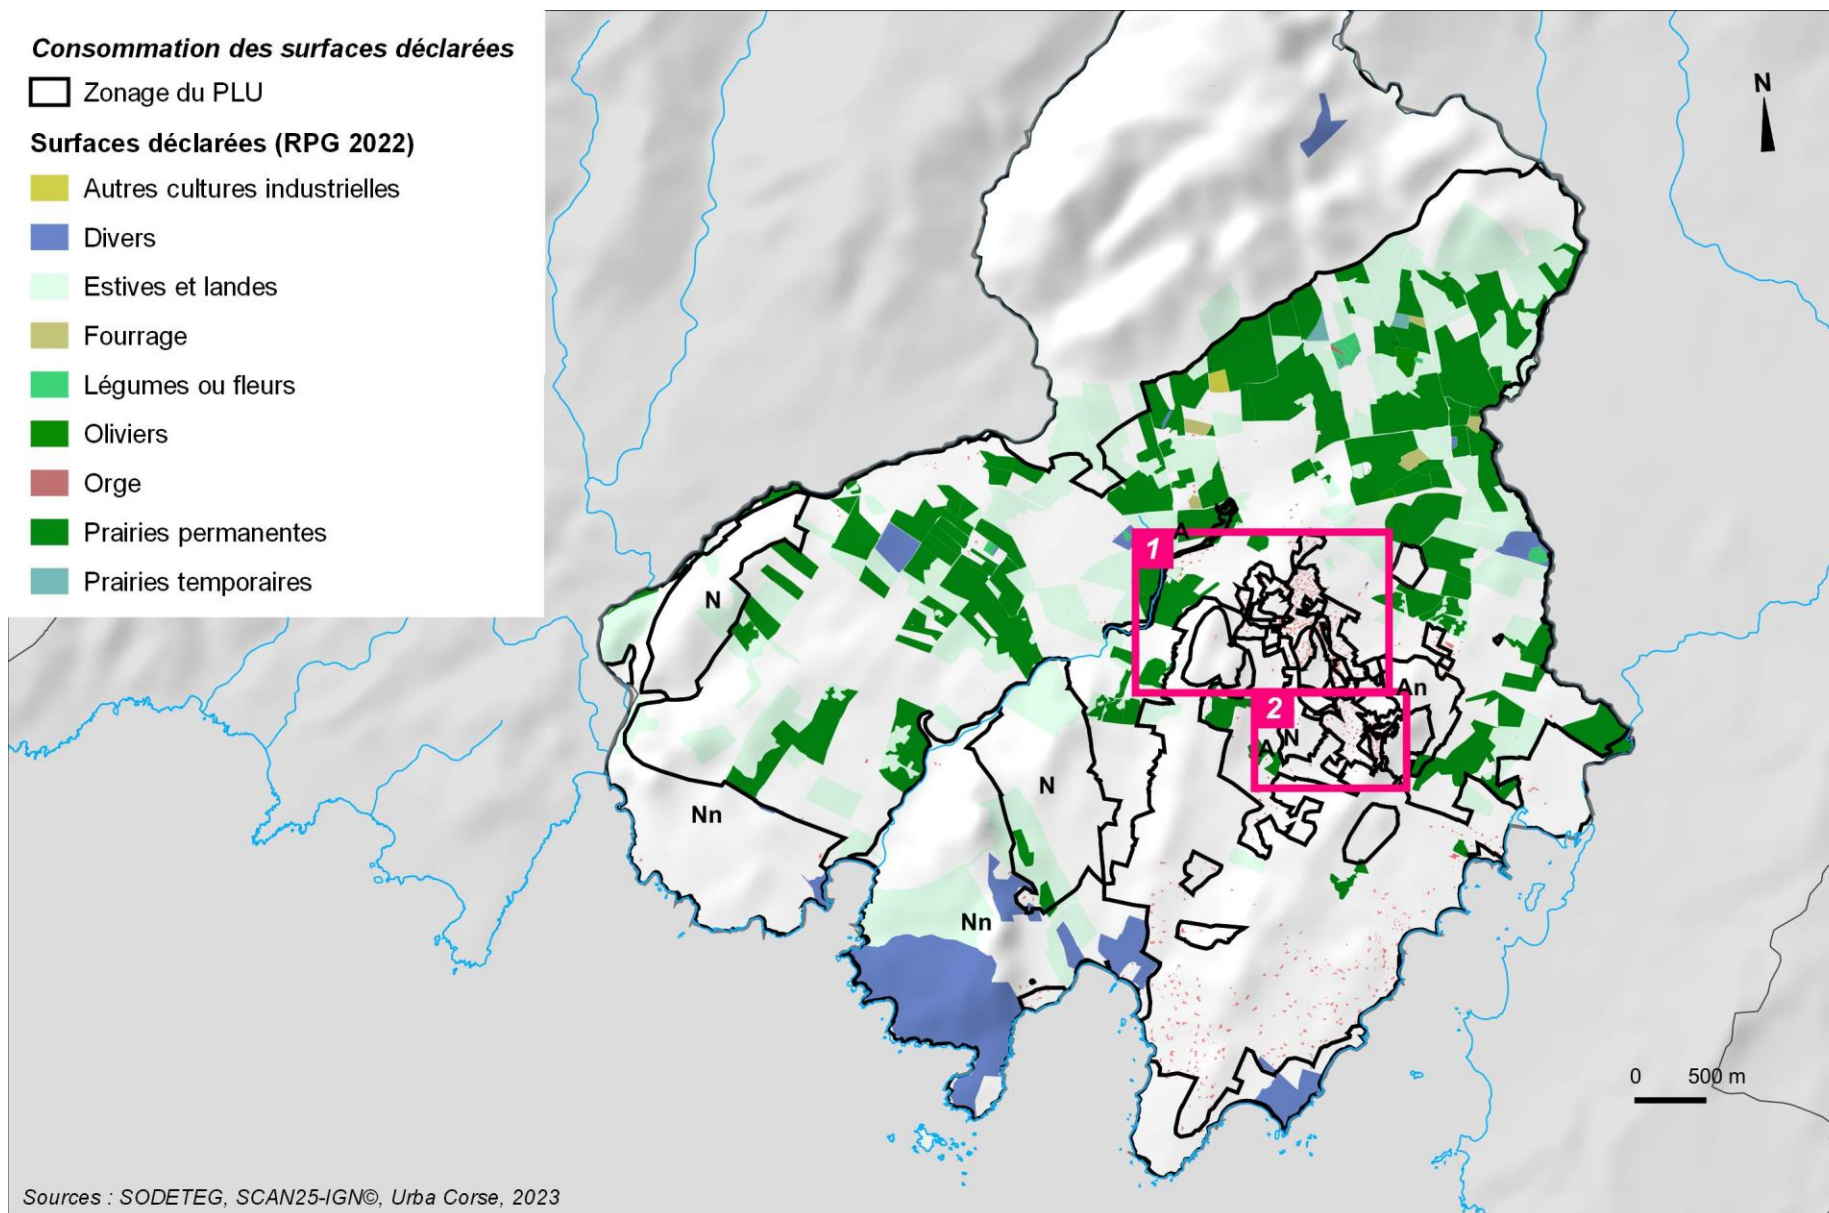 Consommation des surfaces déclarées
Zonage du PLU
Surfaces déclarées (RPG 2022)
Autres cultures industrielles
Divers
Estives et landes
Fourrage
Légumes ou fleurs
Oliviers
Orge
Prairies permanentes
Prairies temporaires
N
A
1
N
An
2
N
A
N
Nn
Nn
0 500 m
Sources : SODETEG, SCAN25-IGN©, Urba Corse, 2023